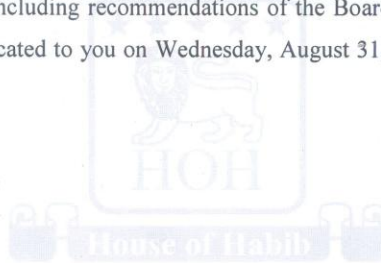 ncluding recommendations of the Boar
cated to you on Wednesday, August 31
HOH
House of Habib